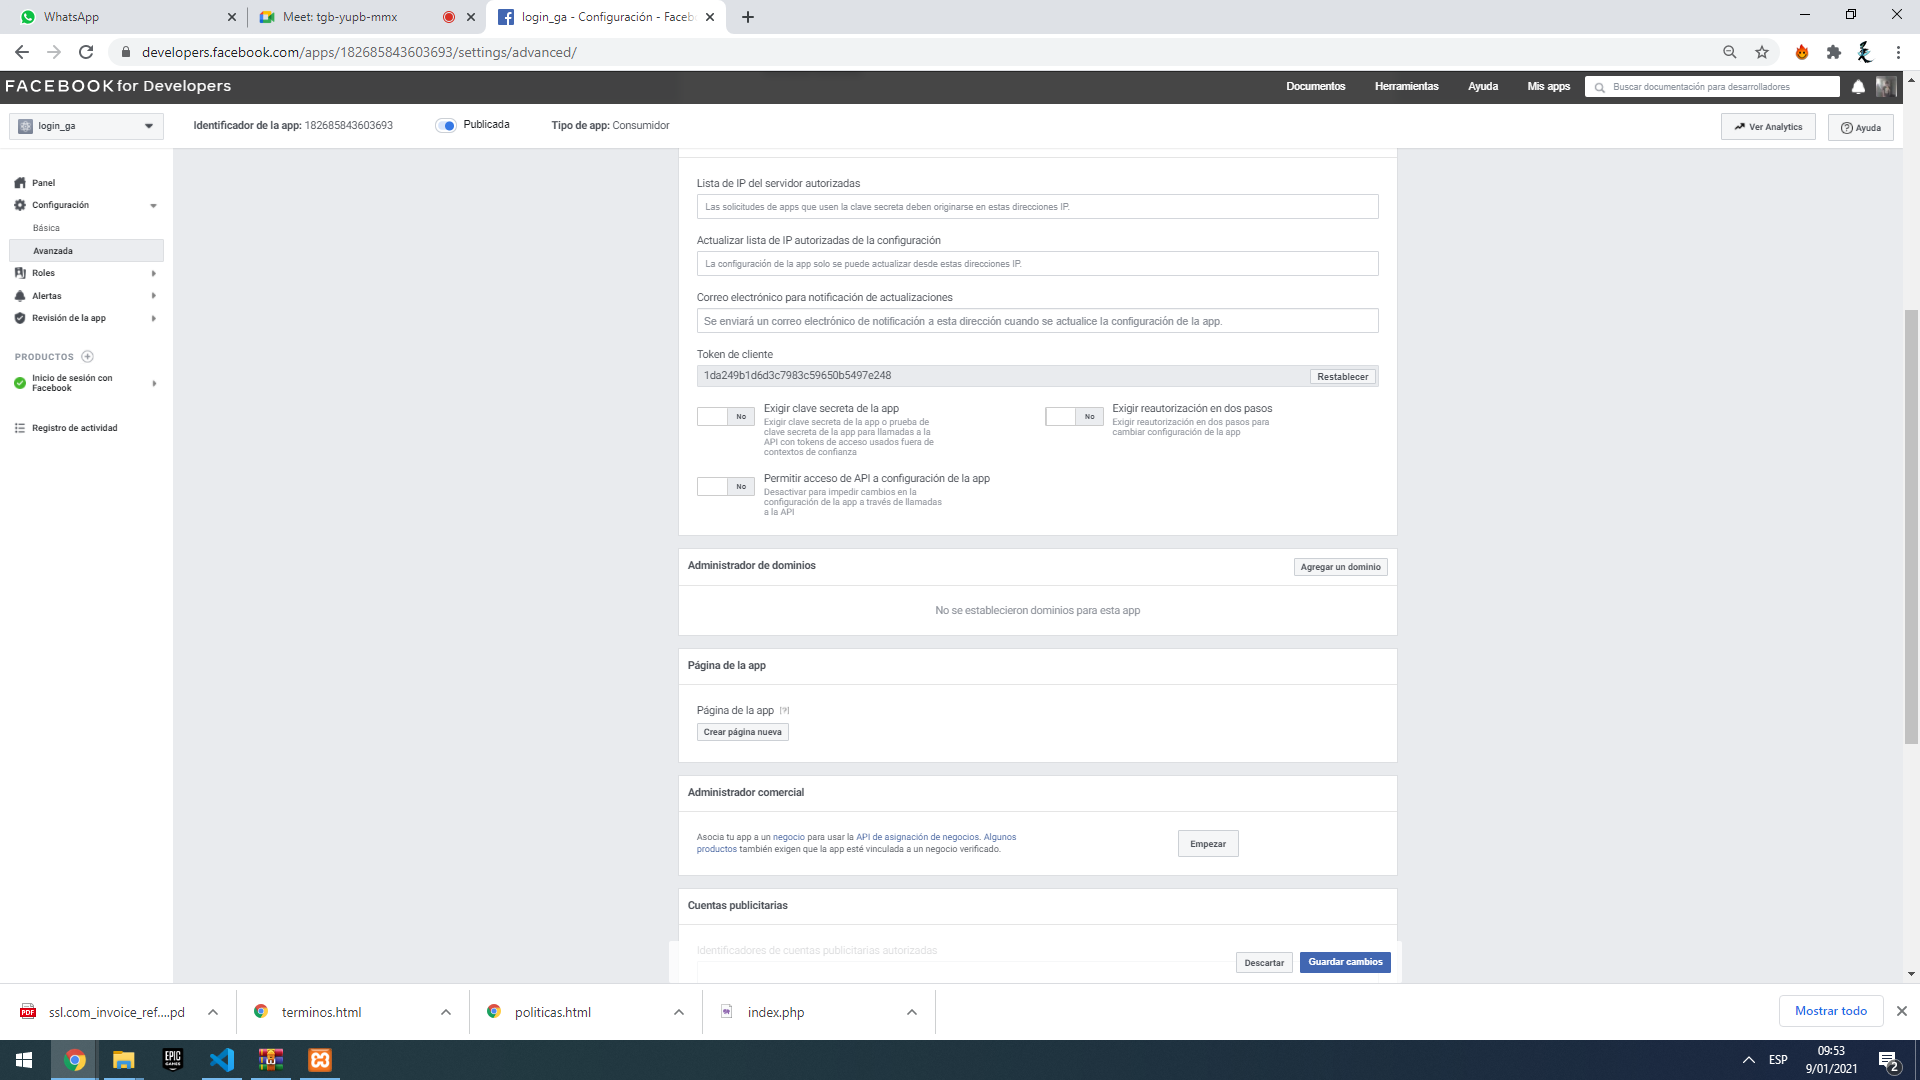 WhatsApp
Meet: tgb-yupb-mmx
login_ga - Configuración - Faceb
developers.facebook.com/apps/182685843603693/settings/advanced/
FACEBOOK for Developers
Documentos
Herramientas
Ayuda
Mis apps
Buscar documentación para desarrolladores
login_ga
Identificador de la app: 182685843603693
Publicada
Tipo de app: Consumidor
Ver Analytics
Ayuda
Panel
Configuración
Básica
Avanzada
Roles
Alertas
Revisión de la app
PRODUCTOS
Inicio de sesión con
Facebook
Registro de actividad
Lista de IP del servidor autorizadas
Las solicitudes de apps que usen la clave secreta deben originarse en estas direcciones IP.
Actualizar lista de IP autorizadas de la configuración
La configuración de la app solo se puede actualizar desde estas direcciones IP.
Correo electrónico para notificación de actualizaciones
Se enviará un correo electrónico de notificación a esta dirección cuando se actualice la configuración de la app.
Token de cliente
1da249b1d6d3c7983c59650b5497e248
Restablecer
No
Exigir clave secreta de la app
Exigir clave secreta de la app o prueba de
clave secreta de la app para llamadas a la
API con tokens de acceso usados fuera de
contextos de confianza
No
Exigir reautorización en dos pasos
Exigir reautorización en dos pasos para
cambiar configuración de la app
No
Permitir acceso de API a configuración de la app
Desactivar para impedir cambios en la
configuración de la app a través de llamadas
a la API
Administrador de dominios
Agregar un dominio
No se establecieron dominios para esta app
Página de la app
Página de la app [?]
Crear página nueva
Administrador comercial
Asocia tu app a un negocio para usar la API de asignación de negocios. Algunos
productos también exigen que la app esté vinculada a un negocio verificado.
Empezar
Cuentas publicitarias
Identificadores de cuentas publicitarias autorizadas
Descartar
Guardar cambios
PDF
ssl.com_invoice_ref....pd
terminos.html
politicas.html
index.php
Mostrar todo
EPIC
GAMES
ESP
09:53
9/01/2021
2